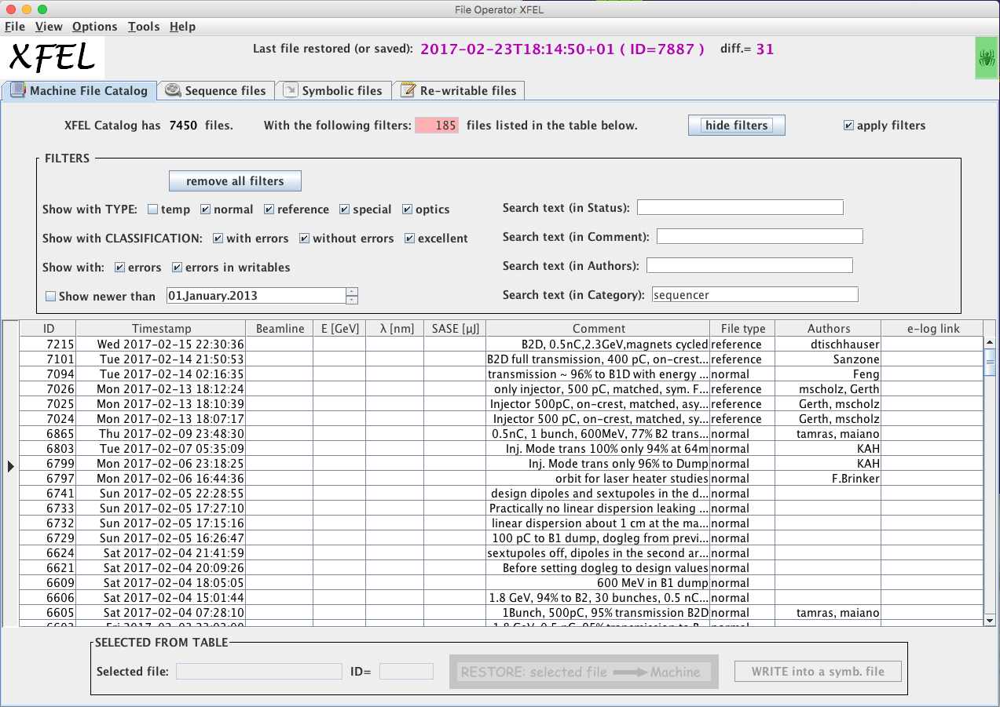 File Operator XFEL
File View Options Tools Help
XFEL
Last file restored (or saved): 2017-02-23T18:14:50+01 ( ID=7887 ) diff.= 31
Machine File Catalog Sequence files Symbolic files Re-writable files
XFEL Catalog has 7450 files. With the following filters: 185 files listed in the table below. hide filters apply filters
FILTERS
remove all filters
Show with TYPE: temp normal reference special optics Search text (in Status):
Show with CLASSIFICATION: with errors without errors excellent Search text (in Comment):
Show with: errors errors in writables Search text (in Authors):
Show newer than 01.January.2013 Search text (in Category): sequencer
ID Timestamp Beamline E [GeV] λ [nm] SASE [µJ] Comment File type Authors e-log link
7215 Wed 2017-02-15 22:30:36 B2D, 0.5nC,2.3GeV,magnets cycled reference dtischhauser
7101 Tue 2017-02-14 21:50:53 B2D full transmission, 400 pC, on-crest... reference Sanzone
7094 Tue 2017-02-14 02:16:35 transmission ~ 96% to B1D with energy ... normal Feng
7026 Mon 2017-02-13 18:12:24 only injector, 500 pC, matched, sym. F... reference mscholz, Gerth
7025 Mon 2017-02-13 18:10:39 Injector 500pC, on-crest, matched, asy... reference Gerth, mscholz
7024 Mon 2017-02-13 18:07:17 Injector 500 pC, on-crest, matched, sy... reference Gerth, mscholz
6865 Thu 2017-02-09 23:48:30 0.5nC, 1 bunch, 600MeV, 77% B2 trans... normal tamras, maiano
6803 Tue 2017-02-07 05:35:09 Inj. Mode trans 100% only 94% at 64m normal KAH
6799 Mon 2017-02-06 23:18:25 Inj. Mode trans only 96% to Dump normal KAH
6797 Mon 2017-02-06 16:44:36 orbit for laser heater studies normal F.Brinker
6741 Sun 2017-02-05 22:28:55 design dipoles and sextupoles in the d... normal
6733 Sun 2017-02-05 17:27:10 Practically no linear dispersion leaking ... normal
6732 Sun 2017-02-05 17:15:16 linear dispersion about 1 cm at the ma... normal
6729 Sun 2017-02-05 16:26:47 100 pC to B1 dump, dogleg from previ... normal
6624 Sat 2017-02-04 21:41:59 sextupoles off, dipoles in the second ar... normal
6621 Sat 2017-02-04 20:09:26 Before setting dogleg to design values normal
6609 Sat 2017-02-04 18:05:05 600 MeV in B1 dump normal
6606 Sat 2017-02-04 15:01:44 1.8 GeV, 94% to B2, 30 bunches, 0.5 nC... normal
6605 Sat 2017-02-04 07:28:10 1Bunch, 500pC, 95% transmission B2D normal tamras, maiano
SELECTED FROM TABLE
Selected file: ID= RESTORE: selected file Machine WRITE into a symb. file